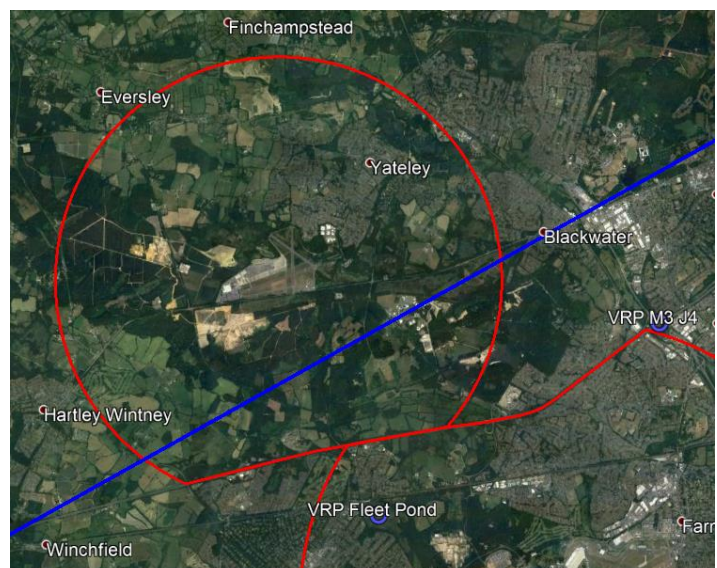 Finchampstead
Eversley
Yateley
Blackwater
VRP M3 J4
Hartley Wintney
VRP Fleet Pond
Farn
Winchfield